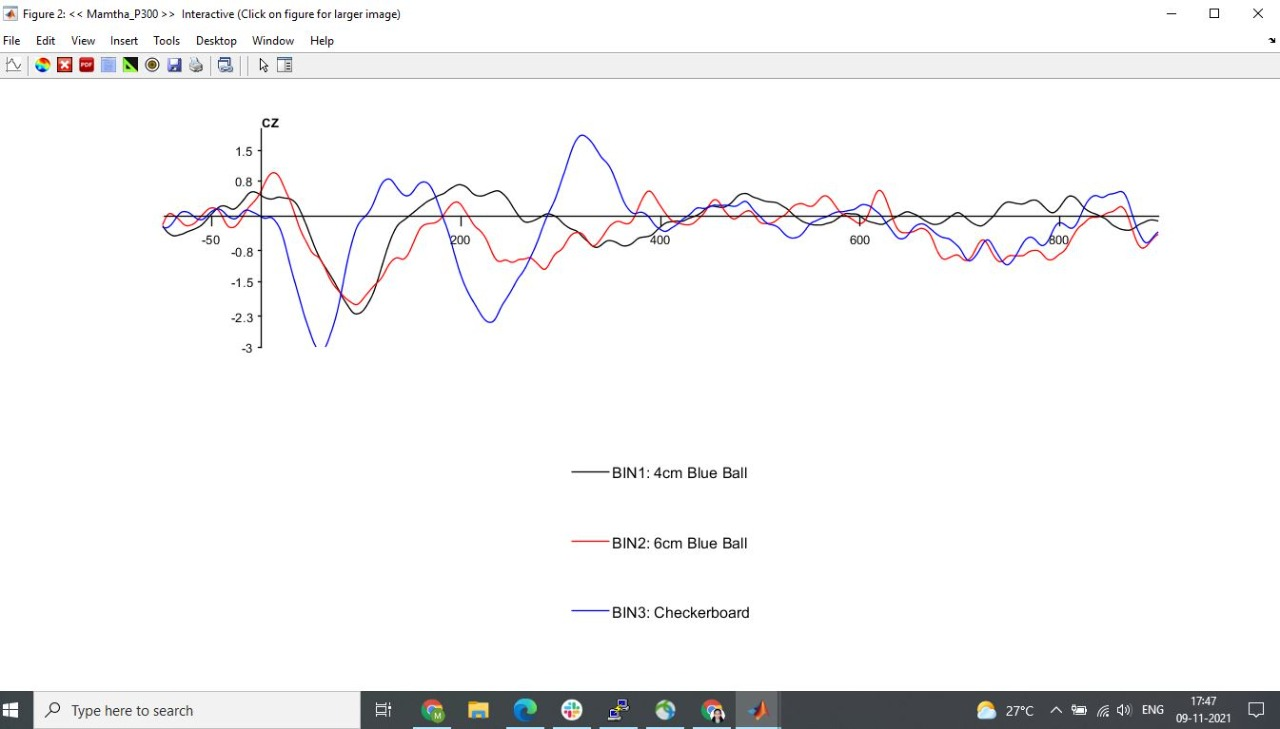 Figure 2: << Mamtha_P300 >> Interactive (Click on figure for larger image)
File Edit View Insert Tools Desktop Window Help
PDF
CZ
1.5
0.8
-50 200 400 600 800
-0.8
-1.5
-2.3
-3
BIN1: 4cm Blue Ball
BIN2: 6cm Blue Ball
BIN3: Checkerboard
Type here to search
M
27°C
ENG
17:47
09-11-2021